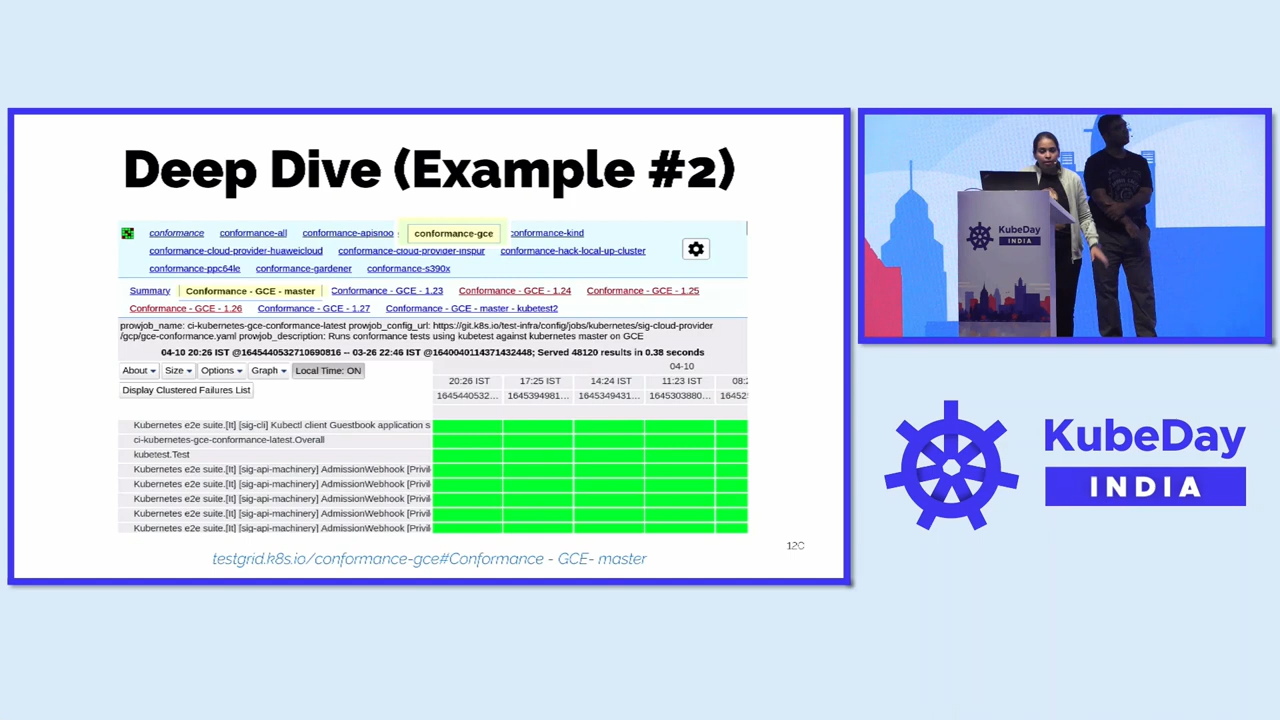 Deep Dive (Example #2)
conformance conformance-all conformance-apisnoo conformance-gce conformance-kind
conformance-cloud-provider-huaweicloud conformance-cloud-provider-inspur conformance-hack-local-up-cluster
conformance-ppc64le conformance-gardener conformance-s390x
Summary Conformance - GCE - master Conformance - GCE - 1.23 Conformance - GCE - 1.24 Conformance - GCE - 1.25
Conformance - GCE - 1.26 Conformance - GCE - 1.27 Conformance - GCE - master - kubetest2
prowjob_name: ci-kubernetes-gce-conformance-latest prowjob_config_url: https://git.k8s.io/test-infra/config/jobs/kubernetes/sig-cloud-provider
/gcp/gce-conformance.yaml prowjob_description: Runs conformance tests using kubetest against kubernetes master on GCE
04-10 20:26 IST @1645440532710690816 -- 03-26 22:46 IST @1640040114371432448; Served 48120 results in 0.38 seconds
04-10
About Size Options Graph Local Time: ON
20:26 IST 17:25 IST 14:24 IST 11:23 IST 08:2
Display Clustered Failures List
1645440532... 1645394981... 1645349431... 1645303880... 16452
Kubernetes e2e suite.[It] [sig-cli] Kubectl client Guestbook application s
ci-kubernetes-gce-conformance-latest.Overall
kubetest.Test
Kubernetes e2e suite.[It] [sig-api-machinery] AdmissionWebhook [Privil
Kubernetes e2e suite.[It] [sig-api-machinery] AdmissionWebhook [Privil
Kubernetes e2e suite.[It] [sig-api-machinery] AdmissionWebhook [Privil
Kubernetes e2e suite.[It] [sig-api-machinery] AdmissionWebhook [Privil
Kubernetes e2e suite.[It] [sig-api-machinery] AdmissionWebhook [Privil
testgrid.k8s.io/conformance-gce#Conformance - GCE- master
120
KubeDay
INDIA
KubeDay
INDIA